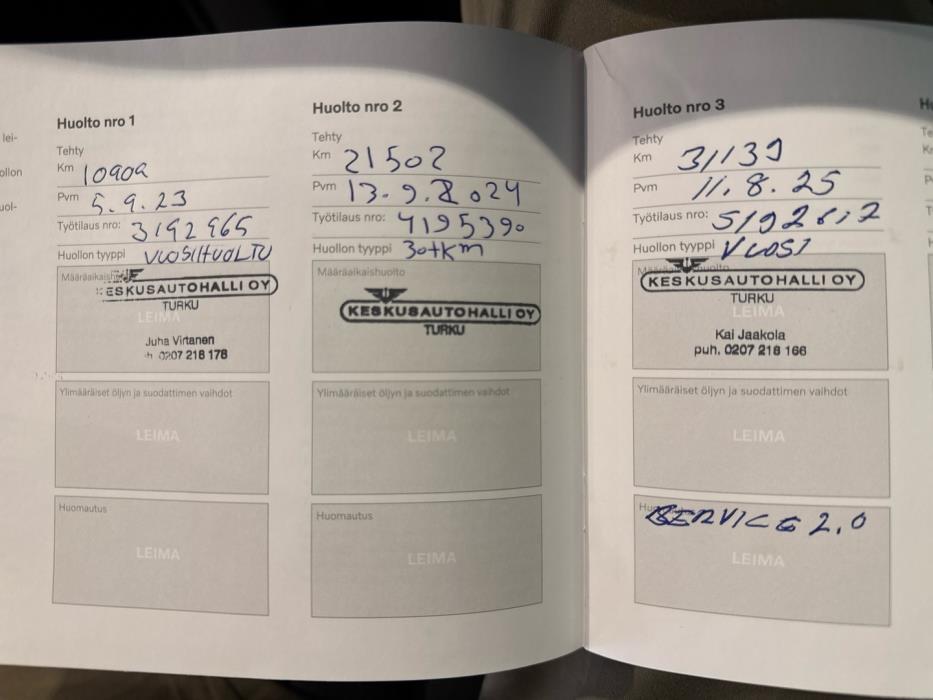 lei-
ollon
uol-
Huolto nro 1
Tehty
Km 10909
Pvm 5.9.23
Työtilaus nro: 3192965
Huollon tyyppi VUOSIHUOLTO
Määräaikaishuolto
KESKUSAUTOHALLI OY
TURKU
LEIMA
Juha Virtanen
h 0207 218 178
Ylimääräiset öljyn ja suodattimen vaihdot
LEIMA
Huomautus
LEIMA
Huolto nro 2
Tehty
Km 21502
Pvm 13.9.2024
Työtilaus nro: 4195390
Huollon tyyppi 30tkm
Määräaikaishuolto
KESKUSAUTOHALLI OY
TURKU
Ylimääräiset öljyn ja suodattimen vaihdot
LEIMA
Huomautus
LEIMA
Huolto nro 3
Tehty
Km 31139
Pvm 11.8.25
Työtilaus nro:
Huollon tyyppi VUOSI
KESKUSAUTOHALLI OY
TURKU
LEIMA
Kai Jaakola
puh. 0207 218 166
Ylimääräiset öljyn ja suodattimen vaihdot
LEIMA
SERVICE 2.0
LEIMA